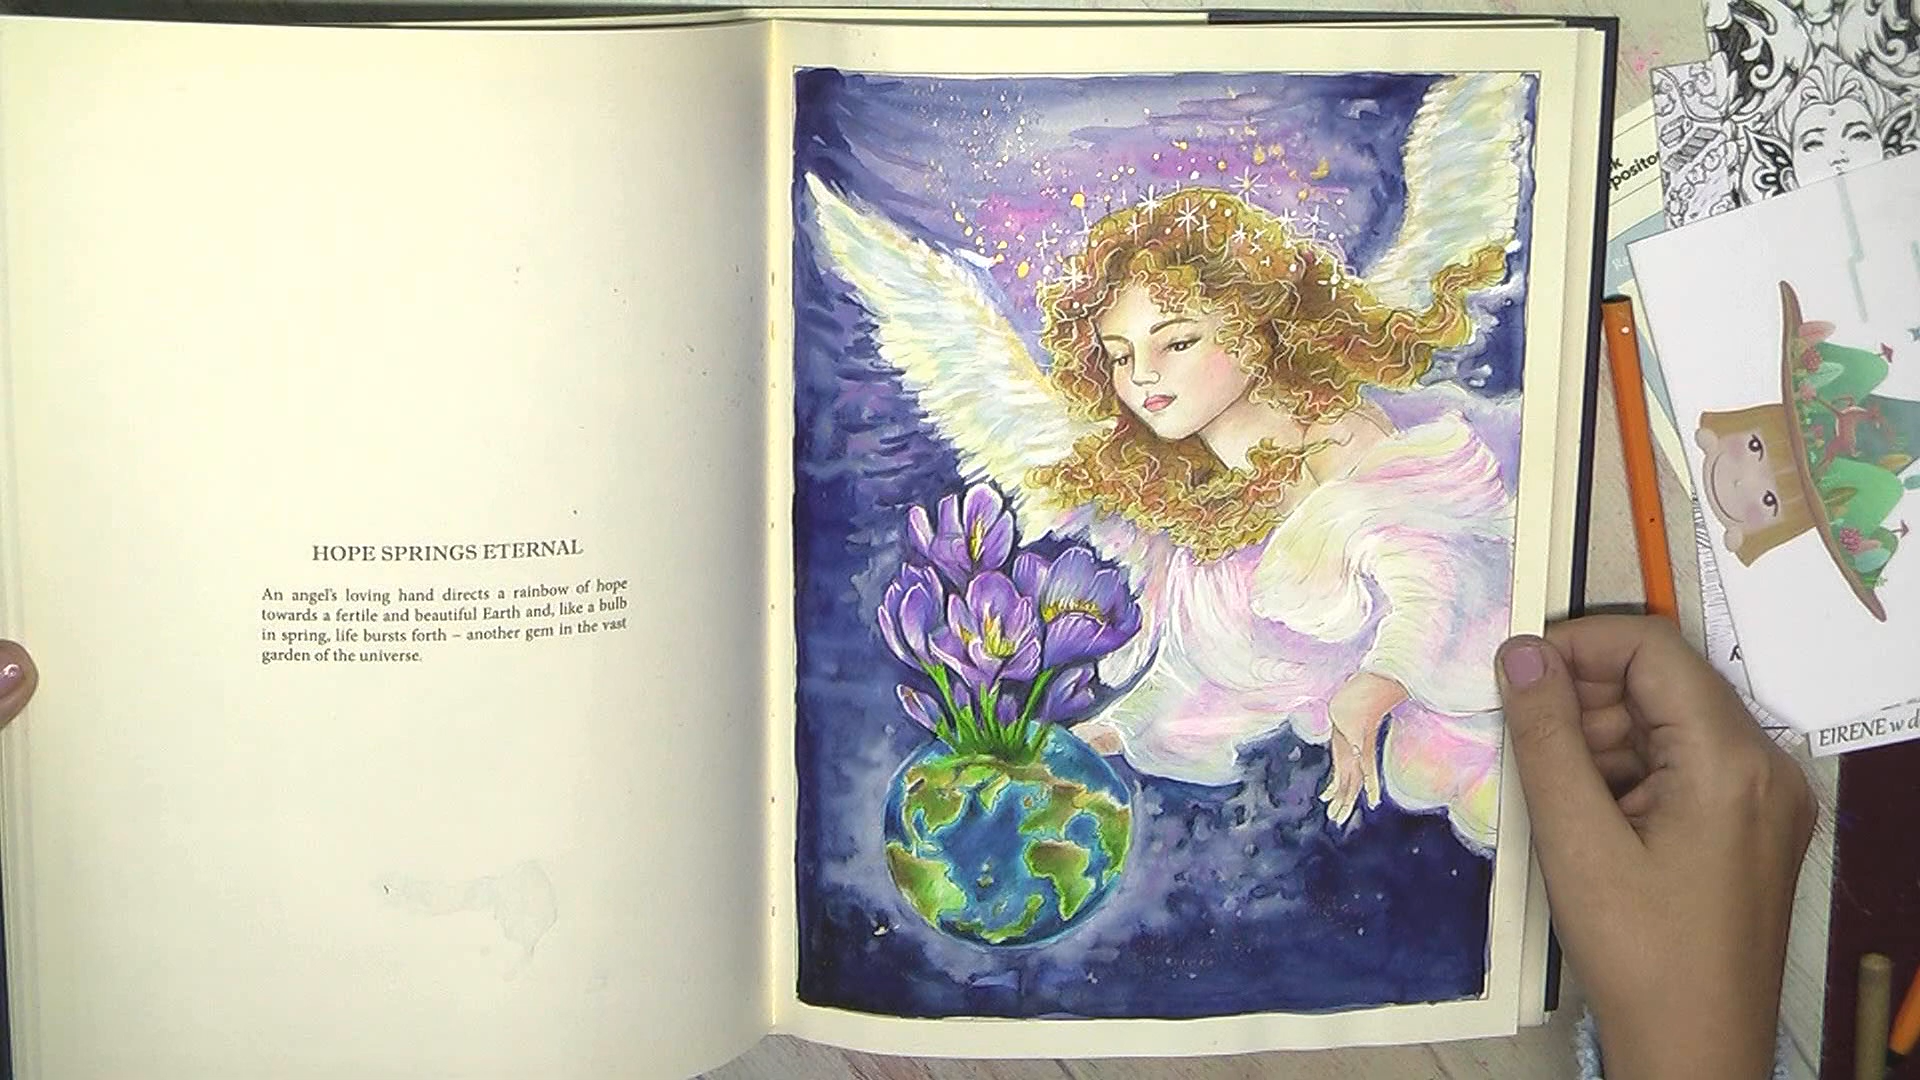 HOPE SPRINGS ETERNAL
An angel's loving hand directs a rainbow of hope
towards a fertile and beautiful Earth and, like a bulb
in spring, life bursts forth – another gem in the vast
garden of the universe.
EIRENE w